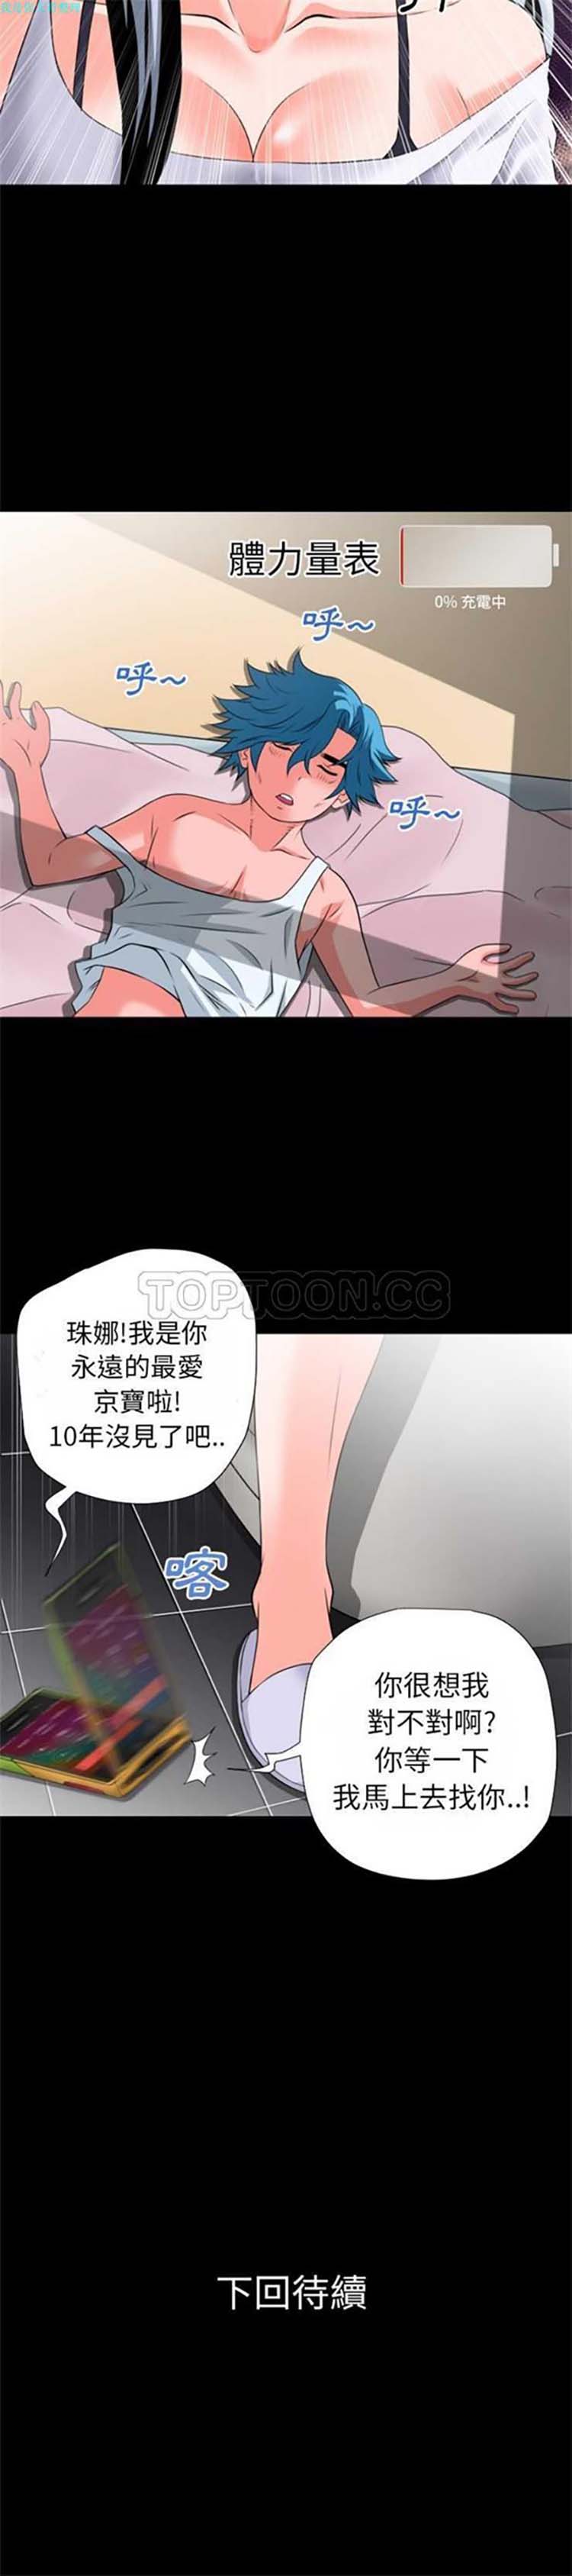 體力量表
0% 充電中
呼~
呼~
呼~
TOPTOON.CC
珠娜!我是你
永遠的最愛
京寶啦!
10年沒見了吧..
喀
你很想我
對不對啊?
你等一下
我馬上去找你..!
下回待續